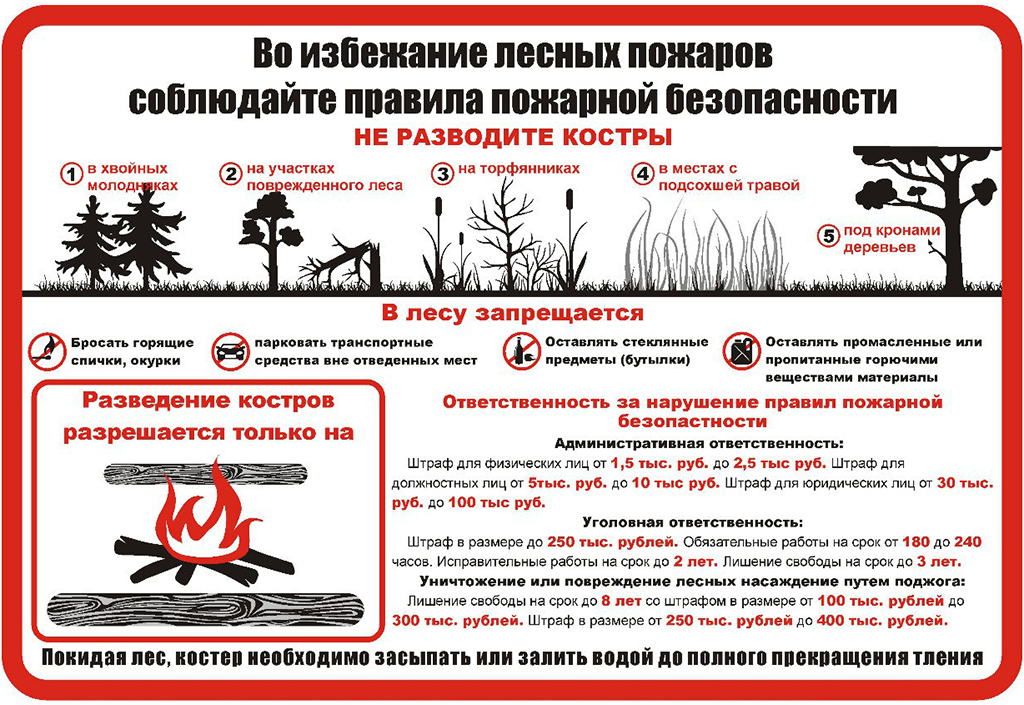 Во избежание лесных пожаров
соблюдайте правила пожарной безопасности
НЕ РАЗВОДИТЕ КОСТРЫ
1 в хвойных
молодняках
2 на участках
поврежденного леса
3 на торфянниках
4 в местах с
подсохшей травой
5 под кронами
деревьев
В лесу запрещается
Бросать горящие
спички, окурки
парковать транспортные
средства вне отведенных мест
Оставлять стеклянные
предметы (бутылки)
Оставлять промасленные или
пропитанные горючими
веществами материалы
Разведение костров
разрешается только на
Ответственность за нарушение правил пожарной
безопастности
Административная ответственность:
Штраф для физических лиц от 1,5 тыс. руб. до 2,5 тыс руб. Штраф для
должностных лиц от 5тыс. руб. до 10 тыс руб. Штраф для юридических лиц от 30 тыс.
руб. до 100 тыс руб.
Уголовная ответственность:
Штраф в размере до 250 тыс. рублей. Обязательные работы на срок от 180 до 240
часов. Исправительные работы на срок до 2 лет. Лишение свободы на срок до 3 лет.
Уничтожение или повреждение лесных насаждение путем поджога:
Лишение свободы на срок до 8 лет со штрафом в размере от 100 тыс. рублей до
300 тыс. рублей. Штраф в размере от 250 тыс. рублей до 400 тыс. рублей.
Покидая лес, костер необходимо засыпать или залить водой до полного прекращения тления